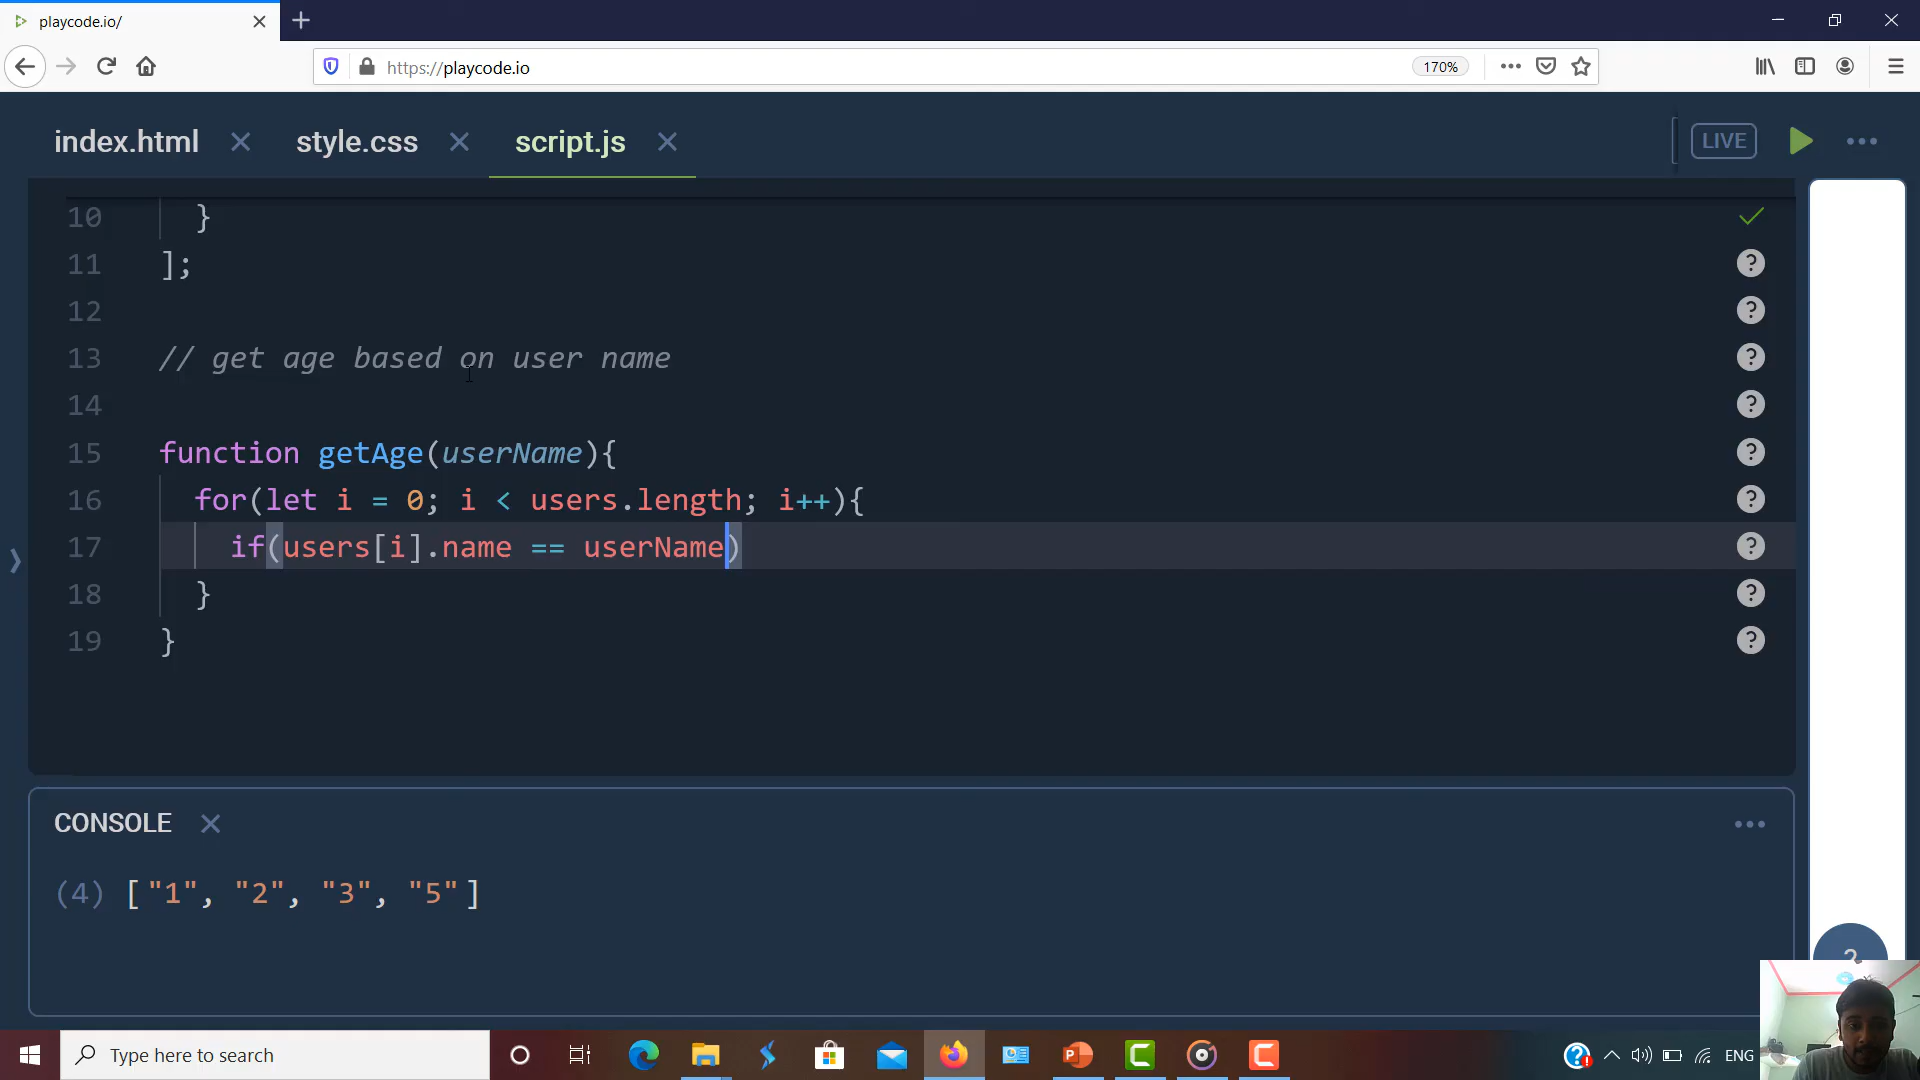 playcode.io/
https://playcode.io
170%
index.html
style.css
script.js
LIVE
10 }
11 ];
12
13 // get age based on user name
14
15 function getAge(userName){
16 for(let i = 0; i < users.length; i++){
17 if(users[i].name == userName)
18 }
19 }
CONSOLE
(4) ["1", "2", "3", "5"]
Type here to search
ENG